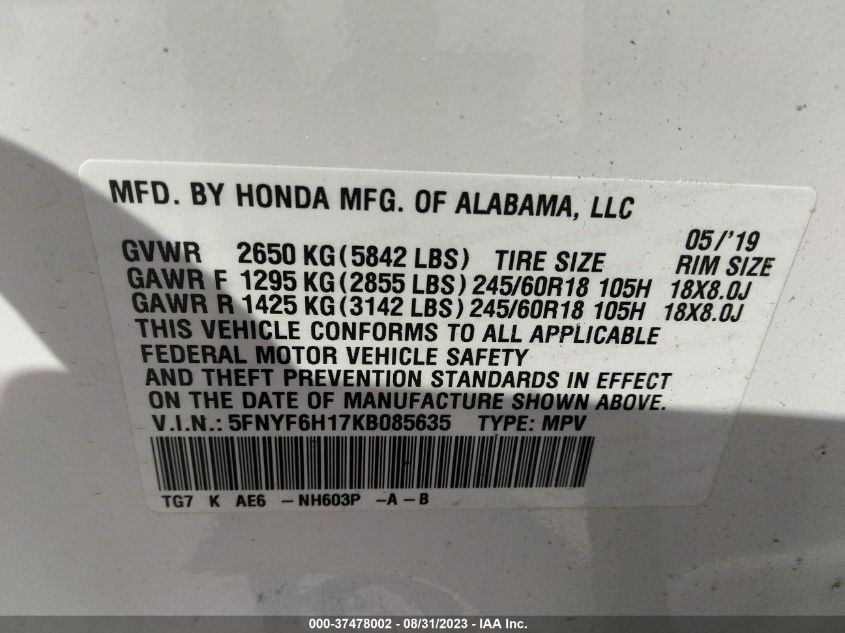 MFD. BY HONDA MFG. OF ALABAMA, LLC
05/'19
GVWR 2650 KG (5842 LBS) TIRE SIZE RIM SIZE
GAWR F 1295 KG (2855 LBS) 245/60R18 105H 18X8.0J
GAWR R 1425 KG (3142 LBS) 245/60R18 105H 18X8.0J
THIS VEHICLE CONFORMS TO ALL APPLICABLE
FEDERAL MOTOR VEHICLE SAFETY
AND THEFT PREVENTION STANDARDS IN EFFECT
ON THE DATE OF MANUFACTURE SHOWN ABOVE.
V.I.N.: 5FNYF6H17KB085635 TYPE: MPV
TG7 K AE6 -NH603P -A-B
000-37478002 - 08/31/2023 - IAA Inc.